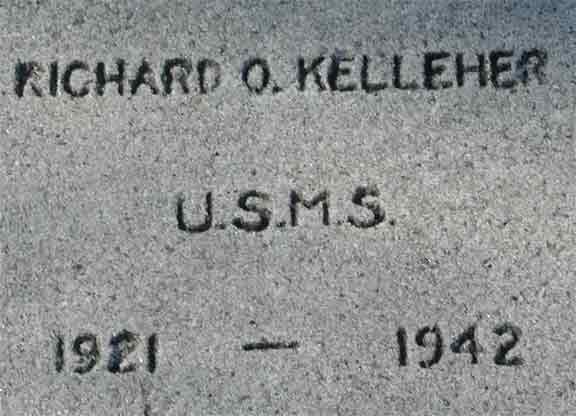 RICHARD O. KELLEHER
U.S.M.S.
1921 — 1942